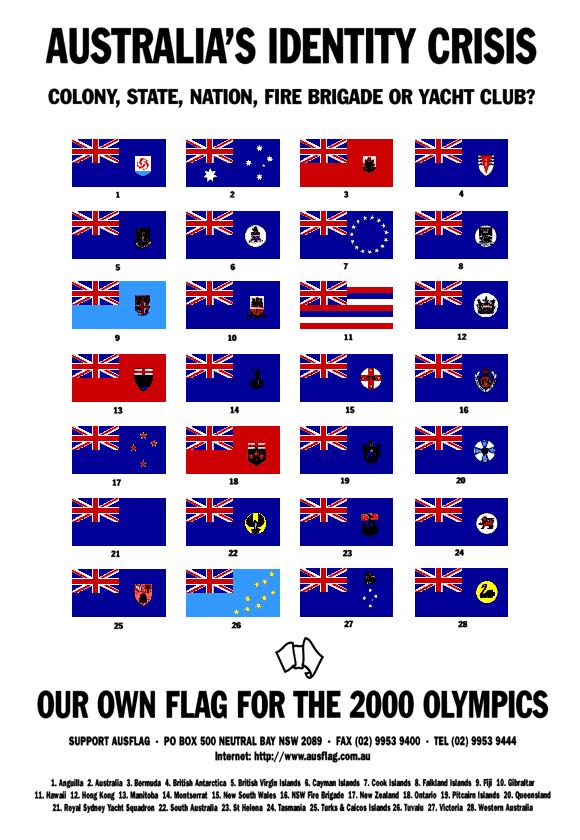 AUSTRALIA'S IDENTITY CRISIS
COLONY, STATE, NATION, FIRE BRIGADE OR YACHT CLUB?
1 2 3 4
5 6 7 8
9 10 11 12
13 14 15 16
17 18 19 20
21 22 23 24
25 26 27 28
OUR OWN FLAG FOR THE 2000 OLYMPICS
SUPPORT AUSFLAG · PO BOX 500 NEUTRAL BAY NSW 2089 · FAX (02) 9953 9400 · TEL (02) 9953 9444
Internet: http://www.ausflag.com.au
1. Anguilla 2. Australia 3. Bermuda 4. British Antarctica 5. British Virgin Islands 6. Cayman Islands 7. Cook Islands 8. Falkland Islands 9. Fiji 10. Gibraltar
11. Hawaii 12. Hong Kong 13. Manitoba 14. Montserrat 15. New South Wales 16. NSW Fire Brigade 17. New Zealand 18. Ontario 19. Pitcairn Islands 20. Queensland
21. Royal Sydney Yacht Squadron 22. South Australia 23. St Helena 24. Tasmania 25. Turks & Caicos Islands 26. Tuvalu 27. Victoria 28. Western Australia